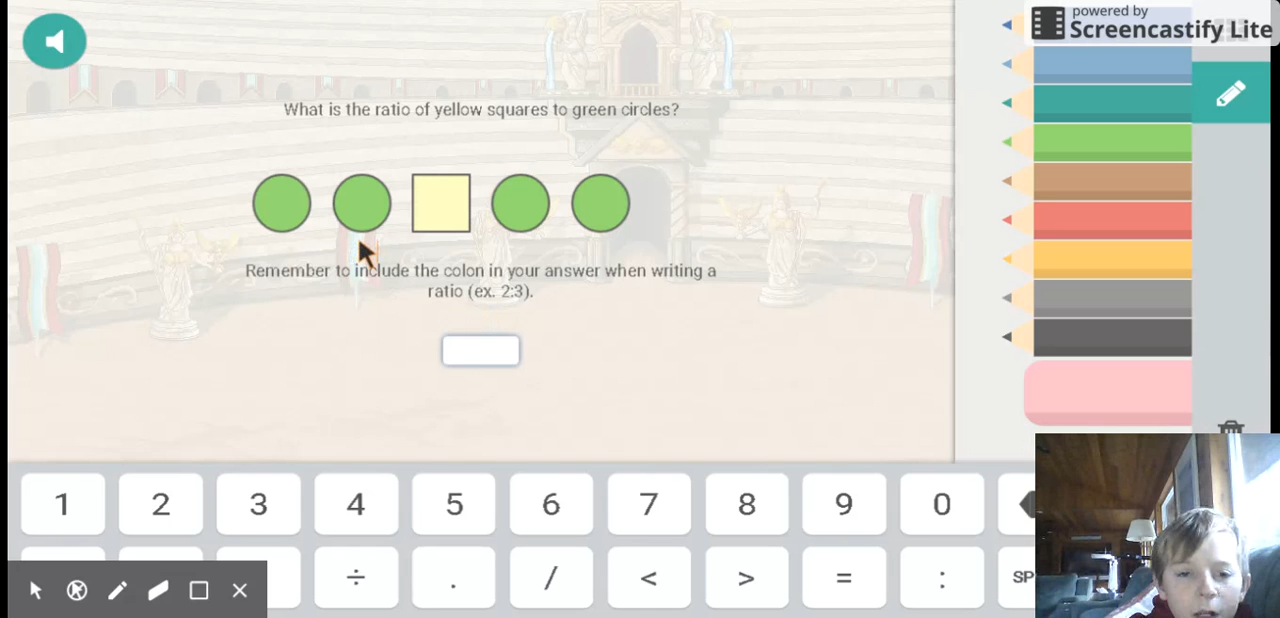 powered by
Screencastify Lite
What is the ratio of yellow squares to green circles?
Remember to include the colon in your answer when writing a
ratio (ex. 2:3).
1 2 3 4 5 6 7 8 9 0
÷ . / < > = : SP